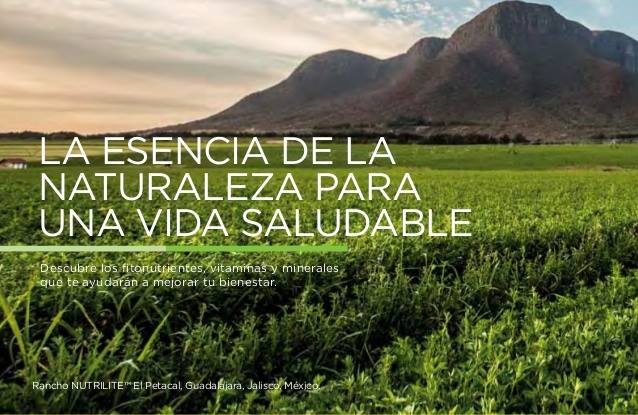 LA ESENCIA DE LA
NATURALEZA PARA
UNA VIDA SALUDABLE
Descubre los fitonutrientes, vitaminas y minerales
que te ayudarán a mejorar tu bienestar.
Rancho NUTRILITE™ El Petacal, Guadalajara, Jalisco, México.